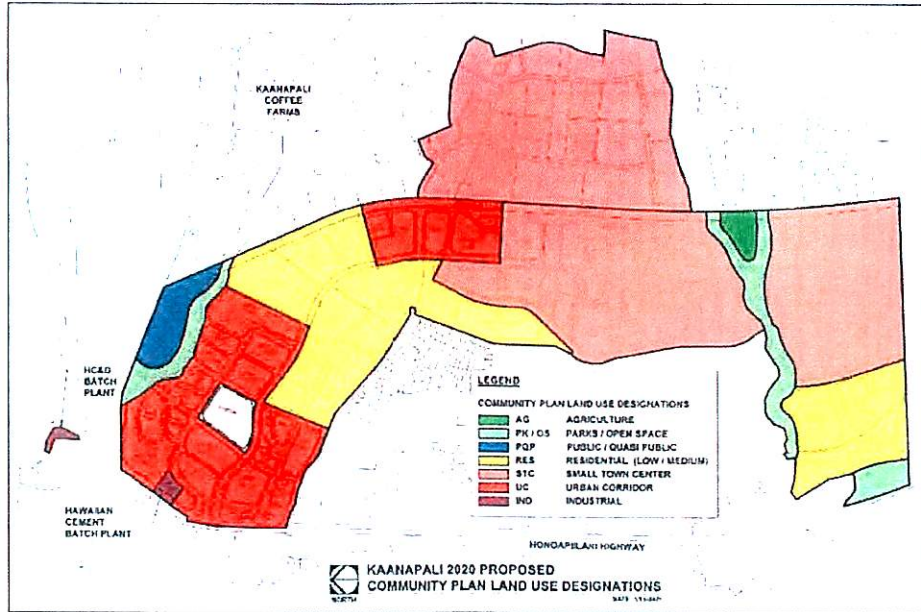 KAANAPALI
COFFEE
FARMS
HC&D
BATCH
PLANT
HAWAIIAN
CEMENT
BATCH PLANT
LEGEND
COMMUNITY PLAN LAND USE DESIGNATIONS
AG AGRICULTURE
PK / OS PARKS / OPEN SPACE
PQP PUBLIC / QUASI PUBLIC
RES RESIDENTIAL (LOW / MEDIUM)
STC SMALL TOWN CENTER
UC URBAN CORRIDOR
IND INDUSTRIAL
HONOAPIILANI HIGHWAY
KAANAPALI 2020 PROPOSED
COMMUNITY PLAN LAND USE DESIGNATIONS
NORTH
DATE